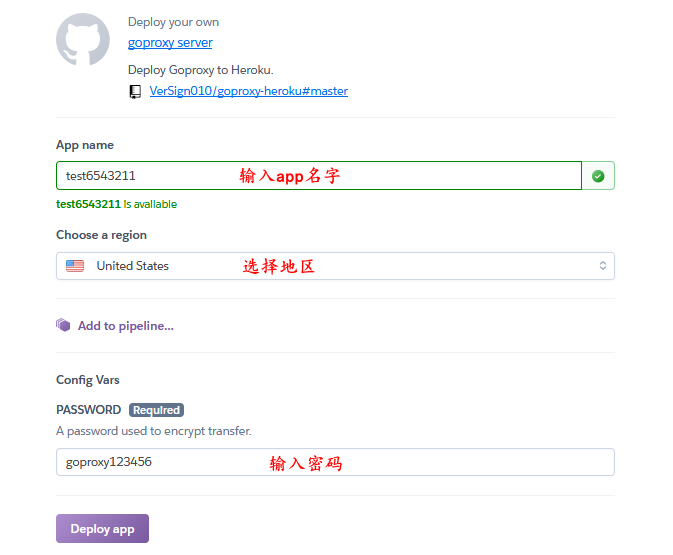 Deploy your own
goproxy server
Deploy Goproxy to Heroku.
VerSign010/goproxy-heroku#master
App name
test6543211 输入app名字
test6543211 is available
Choose a region
United States 选择地区
Add to pipeline...
Config Vars
PASSWORD Required
A password used to encrypt transfer.
goproxy123456 输入密码
Deploy app